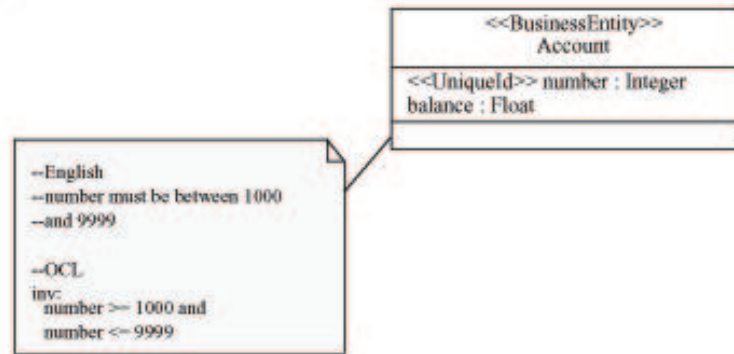 <<BusinessEntity>>
Account
<<UniqueId>> number : Integer
balance : Float
--English
--number must be between 1000
--and 9999
--OCL
inv:
number >= 1000 and
number <= 9999